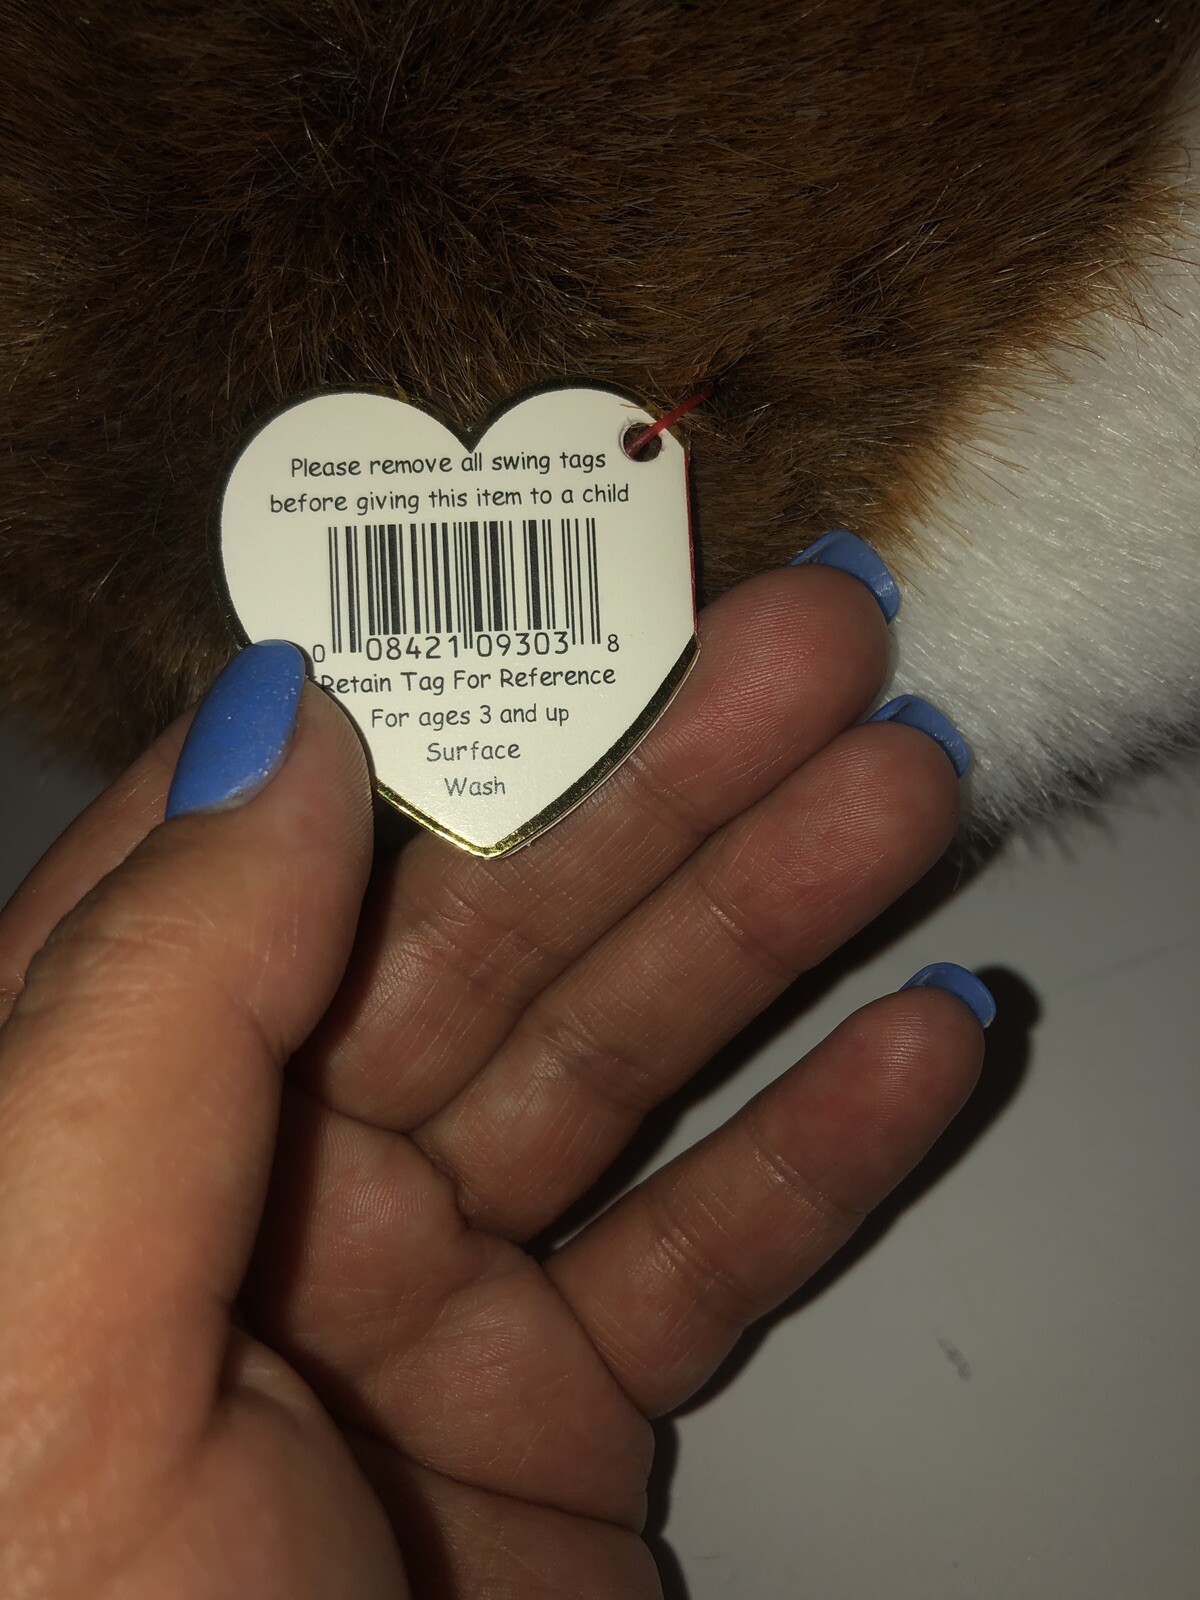 Please remove all swing tags
before giving this item to a child
0 08421 09303 8
Retain Tag For Reference
For ages 3 and up
Surface
Wash